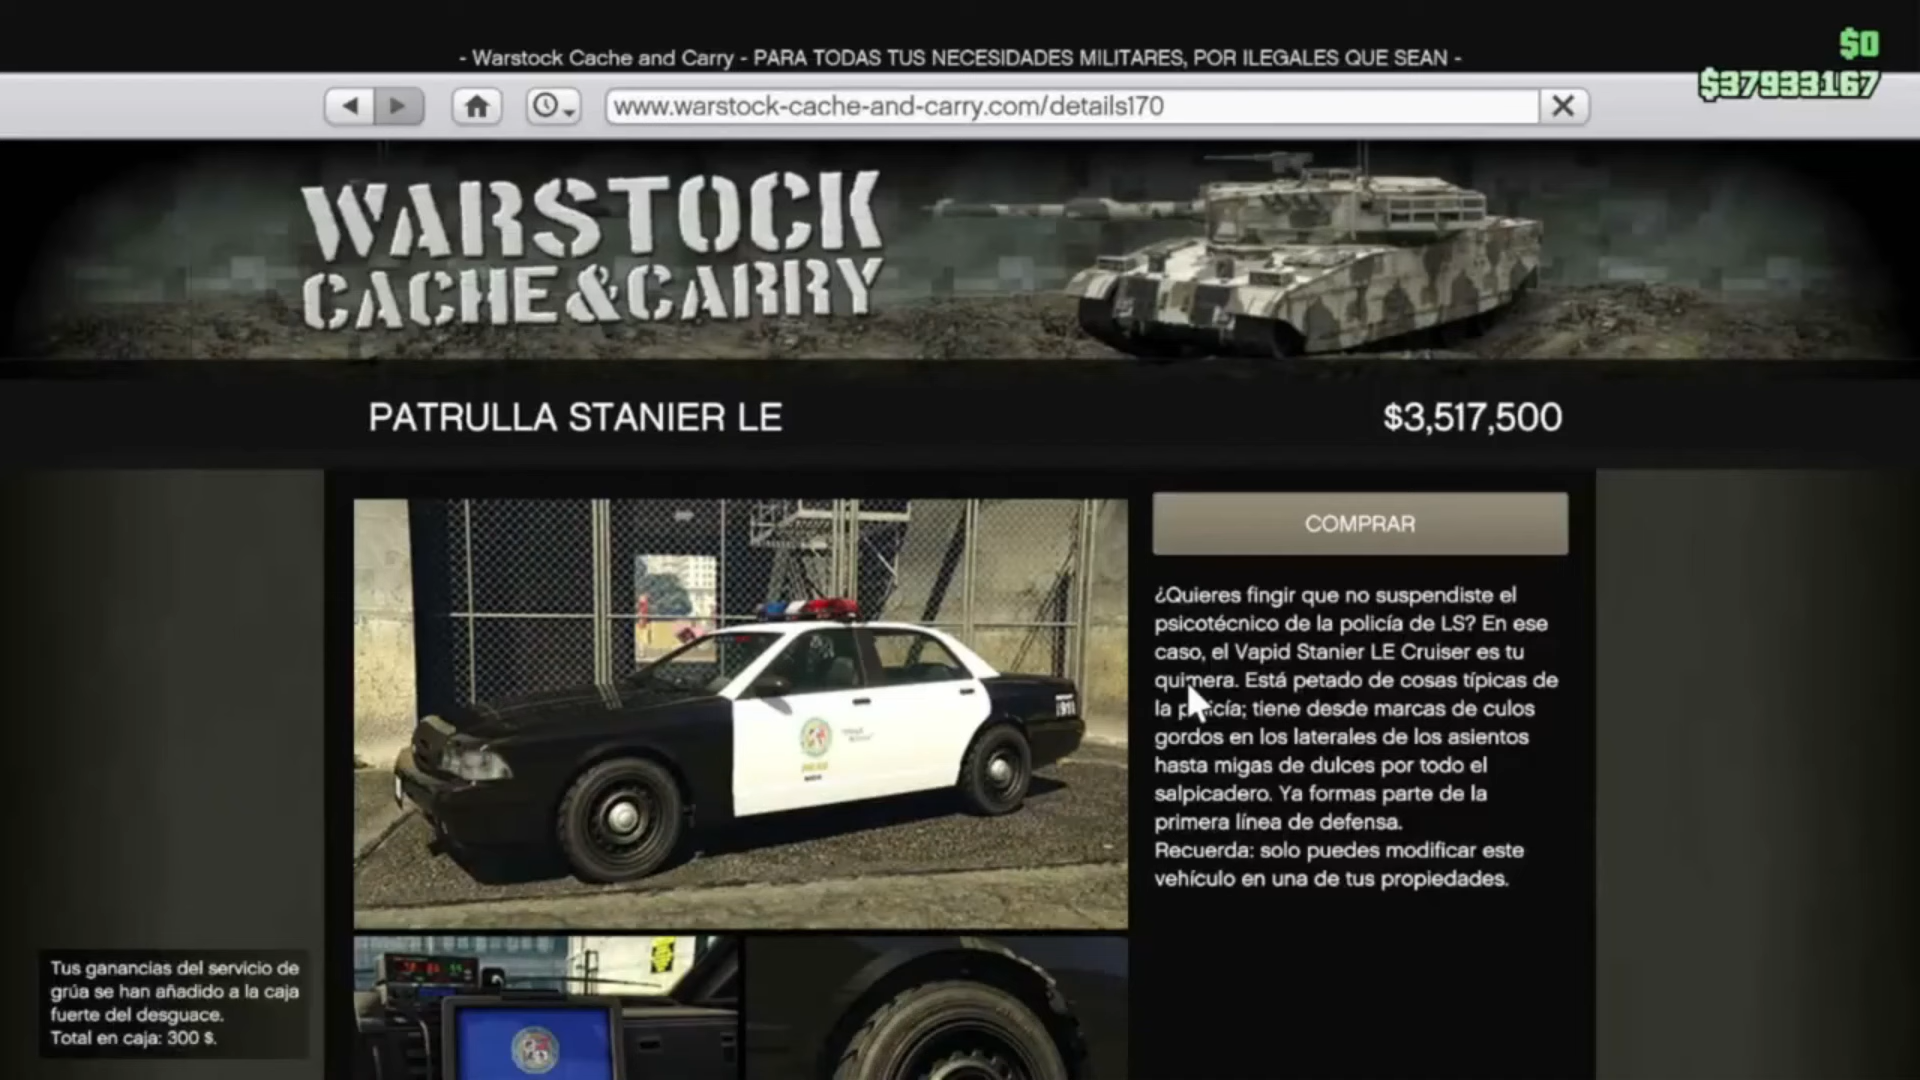 - Warstock Cache and Carry - PARA TODAS TUS NECESIDADES MILITARES, POR ILEGALES QUE SEAN -
$0
$37933167
www.warstock-cache-and-carry.com/details170
WARSTOCK
CACHE&CARRY
PATRULLA STANIER LE
$3,517,500
COMPRAR
¿Quieres fingir que no suspendiste el
psicotécnico de la policía de LS? En ese
caso, el Vapid Stanier LE Cruiser es tu
quimera. Está petado de cosas típicas de
la policía; tiene desde marcas de culos
gordos en los laterales de los asientos
hasta migas de dulces por todo el
salpicadero. Ya formas parte de la
primera línea de defensa.
Recuerda: solo puedes modificar este
vehículo en una de tus propiedades.
911
Tus ganancias del servicio de
grúa se han añadido a la caja
fuerte del desguace.
Total en caja: 300 $.